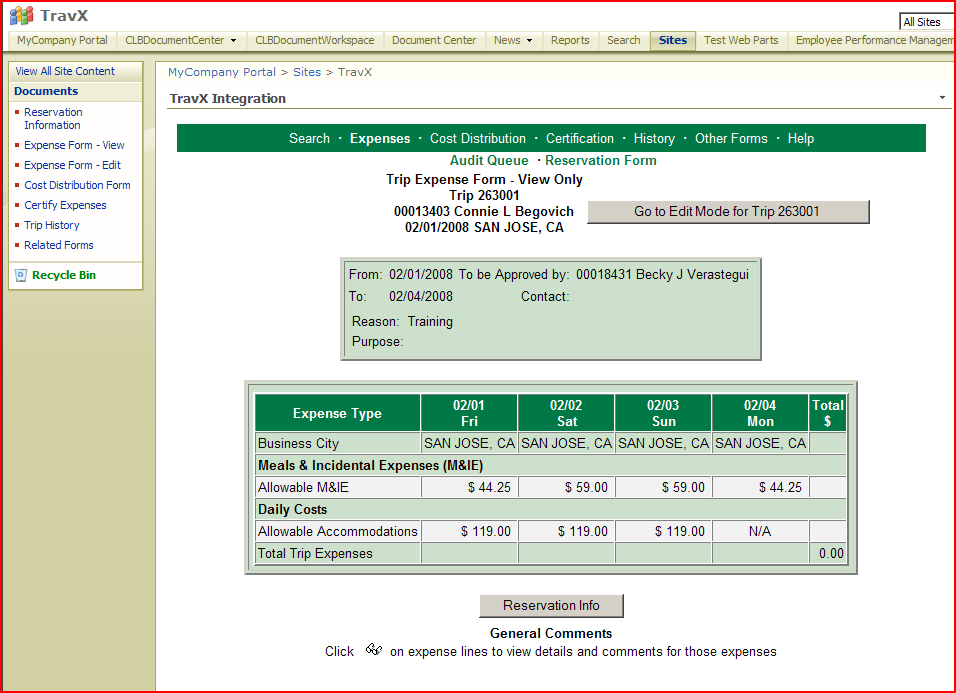 TravX
All Sites
MyCompany Portal CLBDocumentCenter CLBDocumentWorkspace Document Center News Reports Search Sites Test Web Parts Employee Performance Managem
View All Site Content
Documents
Reservation
Information
Expense Form - View
Expense Form - Edit
Cost Distribution Form
Certify Expenses
Trip History
Related Forms
Recycle Bin
MyCompany Portal > Sites > TravX
TravX Integration
Search · Expenses · Cost Distribution · Certification · History · Other Forms · Help
Audit Queue · Reservation Form
Trip Expense Form - View Only
Trip 263001
00013403 Connie L Begovich
02/01/2008 SAN JOSE, CA
Go to Edit Mode for Trip 263001
From: 02/01/2008 To be Approved by: 00018431 Becky J Verastegui
To: 02/04/2008 Contact:
Reason: Training
Purpose:
Expense Type 02/01 Fri 02/02 Sat 02/03 Sun 02/04 Mon Total $
Business City SAN JOSE, CA SAN JOSE, CA SAN JOSE, CA SAN JOSE, CA
Meals & Incidental Expenses (M&IE)
Allowable M&IE $ 44.25 $ 59.00 $ 59.00 $ 44.25
Daily Costs
Allowable Accommodations $ 119.00 $ 119.00 $ 119.00 N/A
Total Trip Expenses 0.00
Reservation Info
General Comments
Click on expense lines to view details and comments for those expenses